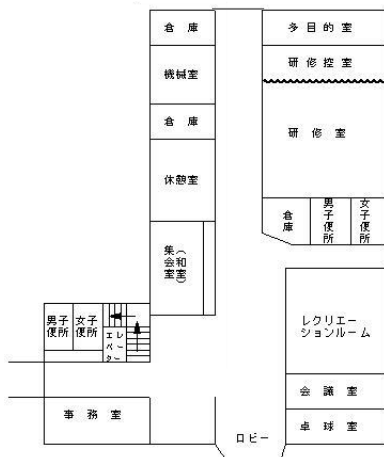 倉庫
機械室
倉庫
休憩室
集会室
(和室)
多目的室
研修控室
研修室
倉庫
男子便所
女子便所
レクリエー
ションルーム
会議室
卓球室
男子
便所
女子
便所
エレ
ベー
ター
事務室
ロビー